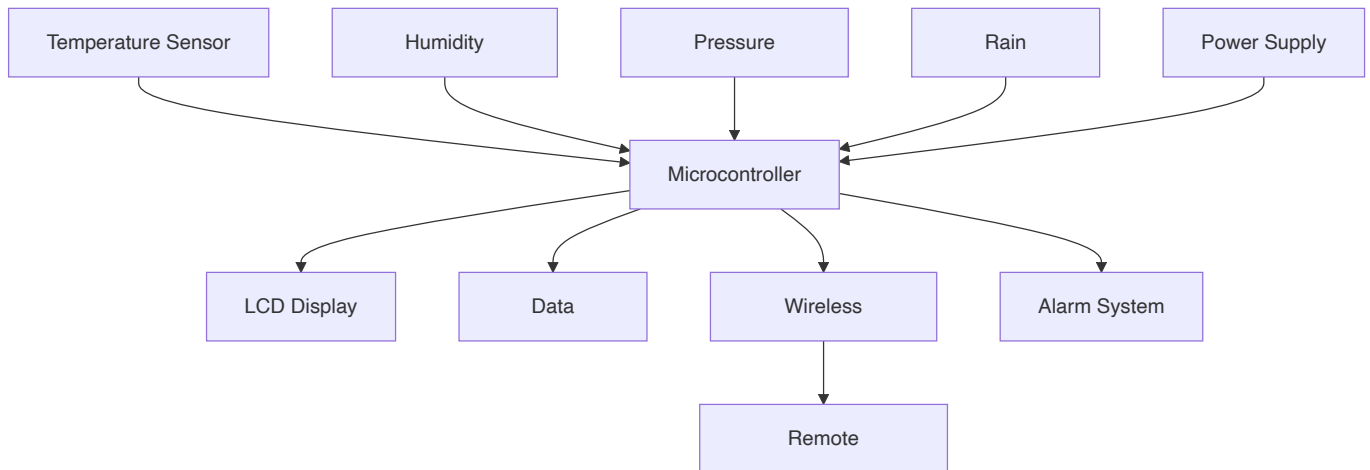 Temperature Sensor
Humidity
Pressure
Rain
Power Supply
Microcontroller
LCD Display
Data
Wireless
Alarm System
Remote